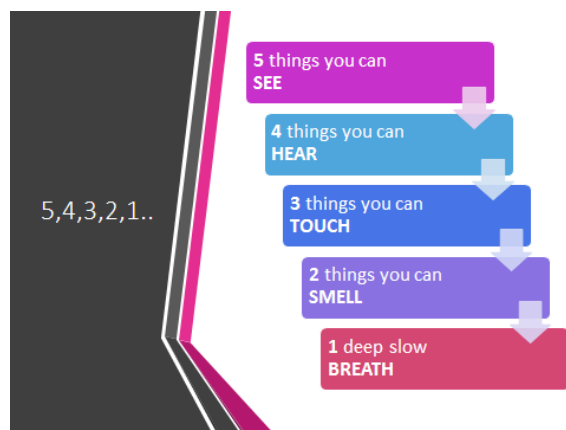 5,4,3,2,1..
5 things you can
SEE
4 things you can
HEAR
3 things you can
TOUCH
2 things you can
SMELL
1 deep slow
BREATH